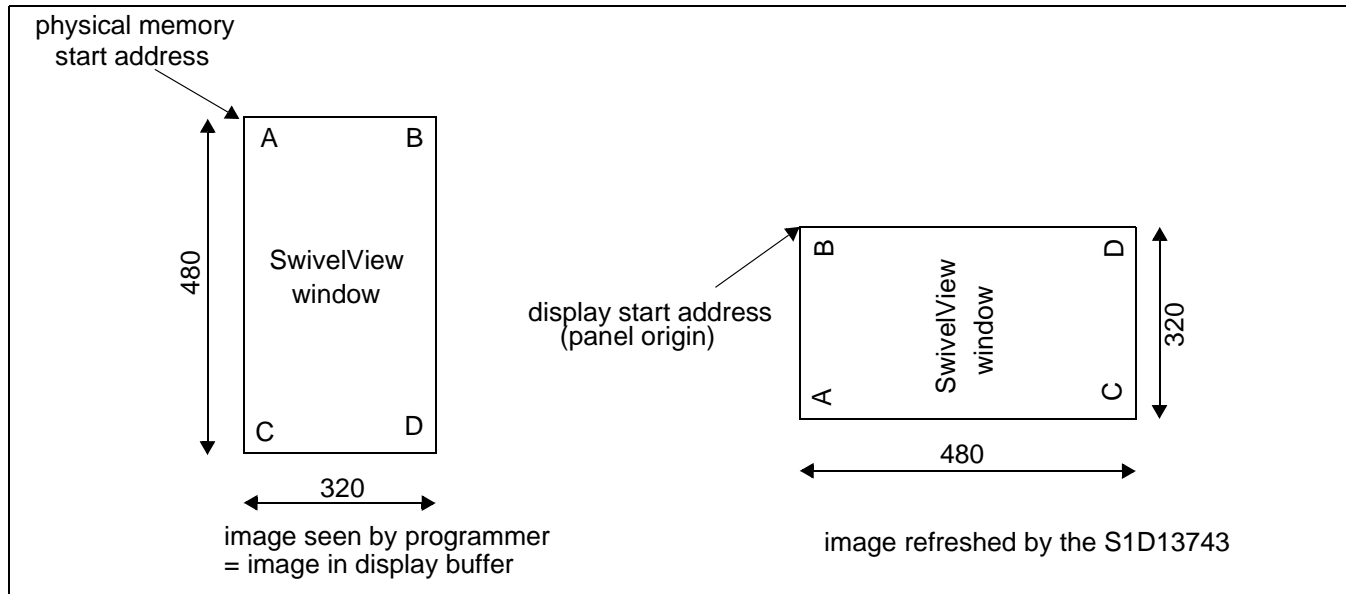 physical memory
start address
A
B
480
SwivelView
window
C
D
320
image seen by programmer
= image in display buffer
display start address
(panel origin)
B
D
SwivelView
window
A
C
320
480
image refreshed by the S1D13743